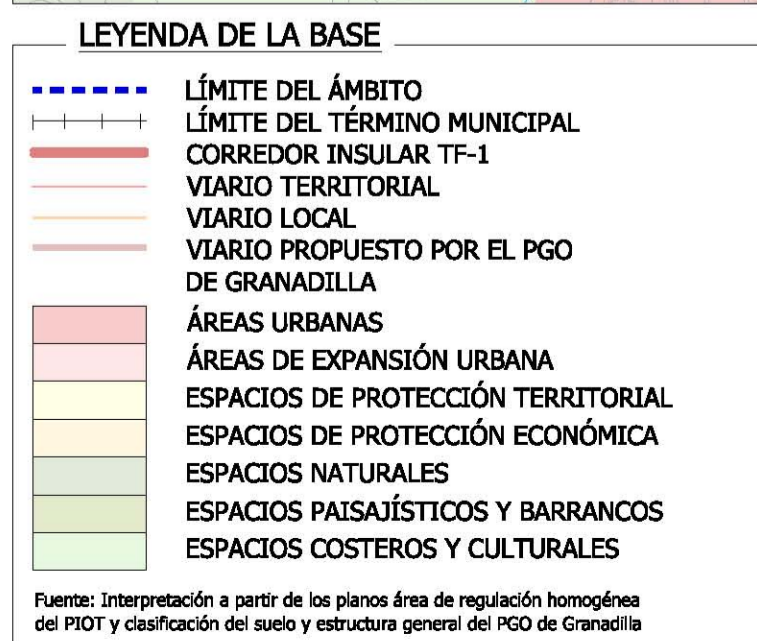 LEYENDA DE LA BASE
LÍMITE DEL ÁMBITO
LÍMITE DEL TÉRMINO MUNICIPAL
CORREDOR INSULAR TF-1
VIARIO TERRITORIAL
VIARIO LOCAL
VIARIO PROPUESTO POR EL PGO
DE GRANADILLA
ÁREAS URBANAS
ÁREAS DE EXPANSIÓN URBANA
ESPACIOS DE PROTECCIÓN TERRITORIAL
ESPACIOS DE PROTECCIÓN ECONÓMICA
ESPACIOS NATURALES
ESPACIOS PAISAJÍSTICOS Y BARRANCOS
ESPACIOS COSTEROS Y CULTURALES
Fuente: Interpretación a partir de los planos área de regulación homogénea
del PIOT y clasificación del suelo y estructura general del PGO de Granadilla